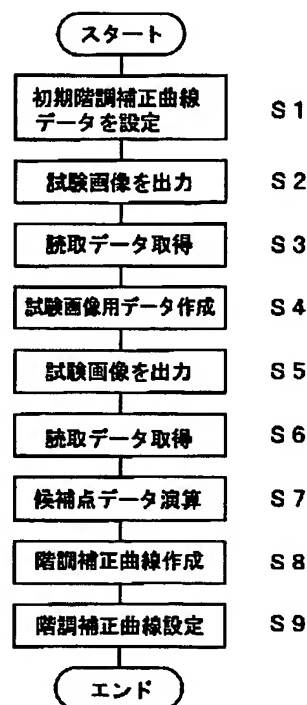 スタート
初期階調補正曲線
データを設定
S1
試験画像を出力
S2
読取データ取得
S3
試験画像用データ作成
S4
試験画像を出力
S5
読取データ取得
S6
候補点データ演算
S7
階調補正曲線作成
S8
階調補正曲線設定
S9
エンド